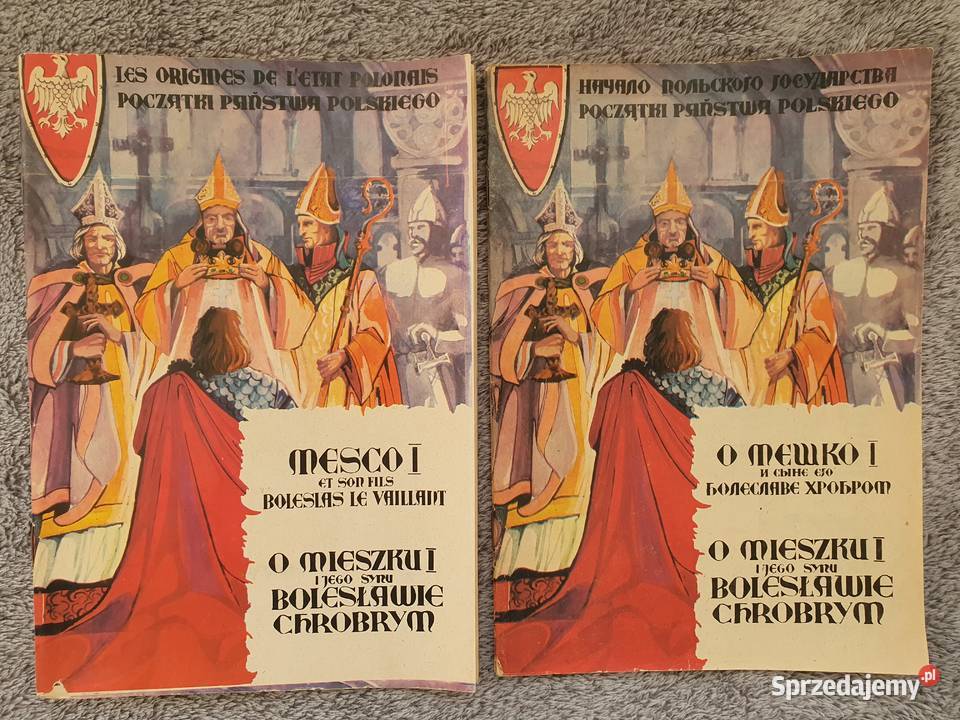 LES ORIGINES DE L'ETAT POLONAIS
POCZĄTKI PAŃSTWA POLSKIEGO
MESCO I
ET SON FILS
BOLESLAS LE VAILLANT
O MIESZKU I
I JEGO SYNU
BOLESŁAWIE
CHROBRYM
НАЧАЛО ПОЛЬСКОГО ГОСУДАРСТВА
POCZĄTKI PAŃSTWA POLSKIEGO
О МЕШКО I
И СЫНЕ ЕГО
БОЛЕСЛАВЕ ХРОБРОМ
O MIESZKU I
I JEGO SYNU
BOLESŁAWIE
CHROBRYM
Sprzedajemy.pl